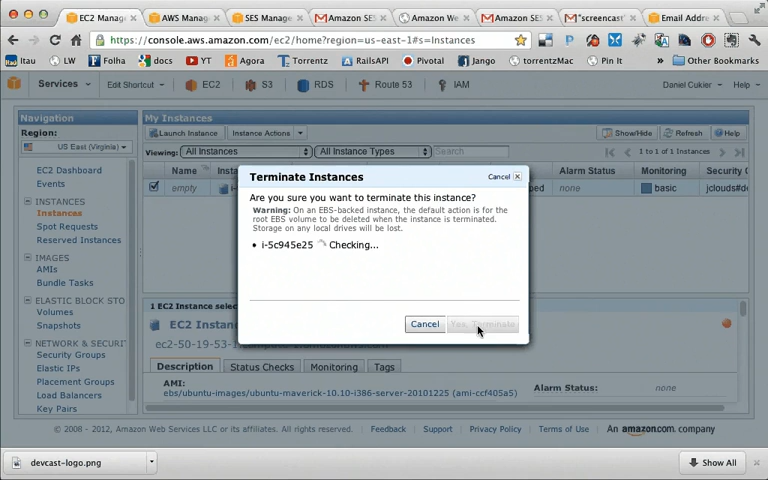 EC2 Manage
AWS Manag
SES Manage
Amazon SES
Amazon We
Amazon SES
"screencast
Email Addre
https://console.aws.amazon.com/ec2/home?region=us-east-1#s=Instances
Itau
LW
Folha
docs
YT
Agora
Torrentz
RailsAPI
Pivotal
Jango
torrentzMac
Pin It
» Other Bookmarks
Services
Edit Shortcut
EC2
S3
RDS
Route 53
IAM
Daniel Cukier
Help
Navigation
Region:
US East (Virginia)
EC2 Dashboard
Events
INSTANCES
Instances
Spot Requests
Reserved Instances
IMAGES
AMIs
Bundle Tasks
ELASTIC BLOCK STO
Volumes
Snapshots
NETWORK & SECURI
Security Groups
Elastic IPs
Placement Groups
Load Balancers
Key Pairs
My Instances
Launch Instance
Instance Actions
Show/Hide
Refresh
Help
Viewing:
All Instances
All Instance Types
Search
1 to 1 of 1 Instances
Name
Alarm Status
Monitoring
Security G
empty
none
basic
jclouds#de
Terminate Instances
Cancel
Are you sure you want to terminate this instance?
Warning: On an EBS-backed instance, the default action is for the
root EBS volume to be deleted when the instance is terminated.
Storage on any local drives will be lost.
• i-5c945e25 Checking...
Cancel
Yes, Terminate
1 EC2 Instance selec
EC2 Instan
ec2-50-19-53-1
Description
Status Checks
Monitoring
Tags
AMI:
ebs/ubuntu-images/ubuntu-maverick-10.10-i386-server-20101225 (ami-ccf405a5)
Alarm Status:
none
© 2008 - 2012, Amazon Web Services LLC or its affiliates. All rights reserved.
Feedback
Support
Privacy Policy
Terms of Use
An amazon.com company
devcast-logo.png
Show All